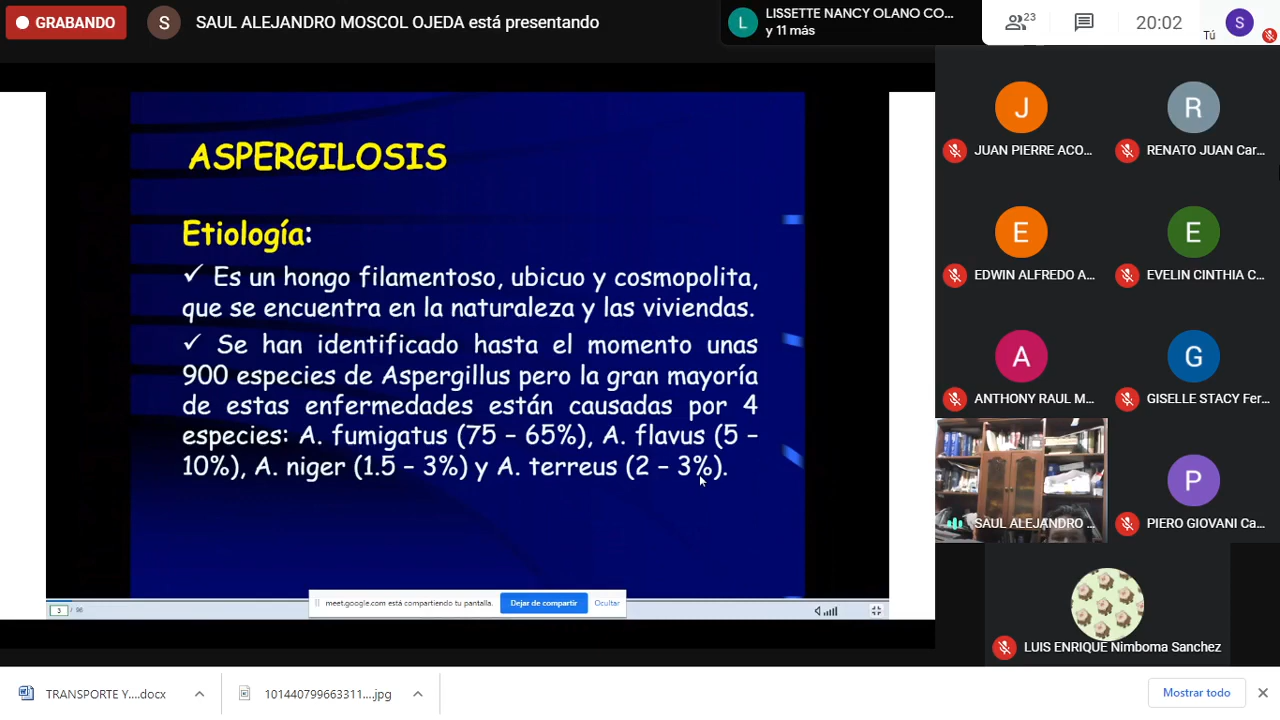 GRABANDO
S
SAUL ALEJANDRO MOSCOL OJEDA está presentando
L
LISSETTE NANCY OLANO CO...
y 11 más
23
20:02
Tú
S
ASPERGILOSIS
Etiología:
✓ Es un hongo filamentoso, ubicuo y cosmopolita,
que se encuentra en la naturaleza y las viviendas.
✓ Se han identificado hasta el momento unas
900 especies de Aspergillus pero la gran mayoría
de estas enfermedades están causadas por 4
especies: A. fumigatus (75 – 65%), A. flavus (5 –
10%), A. niger (1.5 – 3%) y A. terreus (2 – 3%).
3
meet.google.com está compartiendo tu pantalla.
Dejar de compartir
Ocultar
J
JUAN PIERRE ACO...
R
RENATO JUAN Car...
E
EDWIN ALFREDO A...
E
EVELIN CINTHIA C...
A
ANTHONY RAUL M...
G
GISELLE STACY Fer...
SAUL ALEJANDRO ...
P
PIERO GIOVANI Ca...
LUIS ENRIQUE Nimboma Sanchez
TRANSPORTE Y....docx
101440799663311....jpg
Mostrar todo